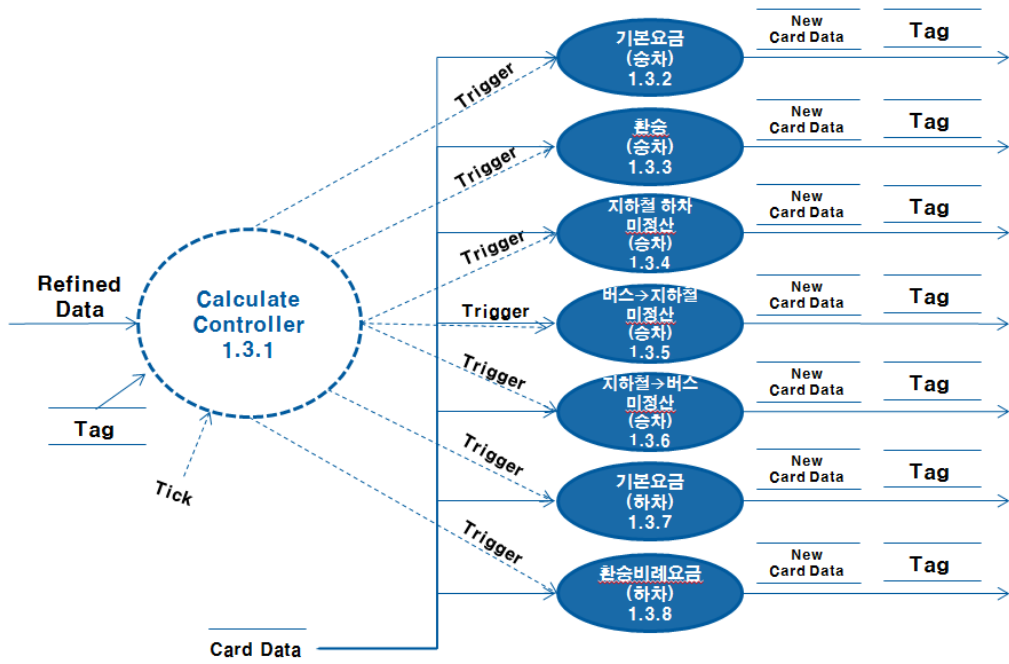 Refined
Data
Tag
Tick
Calculate
Controller
1.3.1
Card Data
Trigger
기본요금
(승차)
1.3.2
New
Card Data
Tag
Trigger
환승
(승차)
1.3.3
New
Card Data
Tag
Trigger
지하철 하차
미정산
(승차)
1.3.4
New
Card Data
Tag
Trigger
버스→지하철
미정산
(승차)
1.3.5
New
Card Data
Tag
Trigger
지하철→버스
미정산
(승차)
1.3.6
New
Card Data
Tag
Trigger
기본요금
(하차)
1.3.7
New
Card Data
Tag
Trigger
환승비례요금
(하차)
1.3.8
New
Card Data
Tag